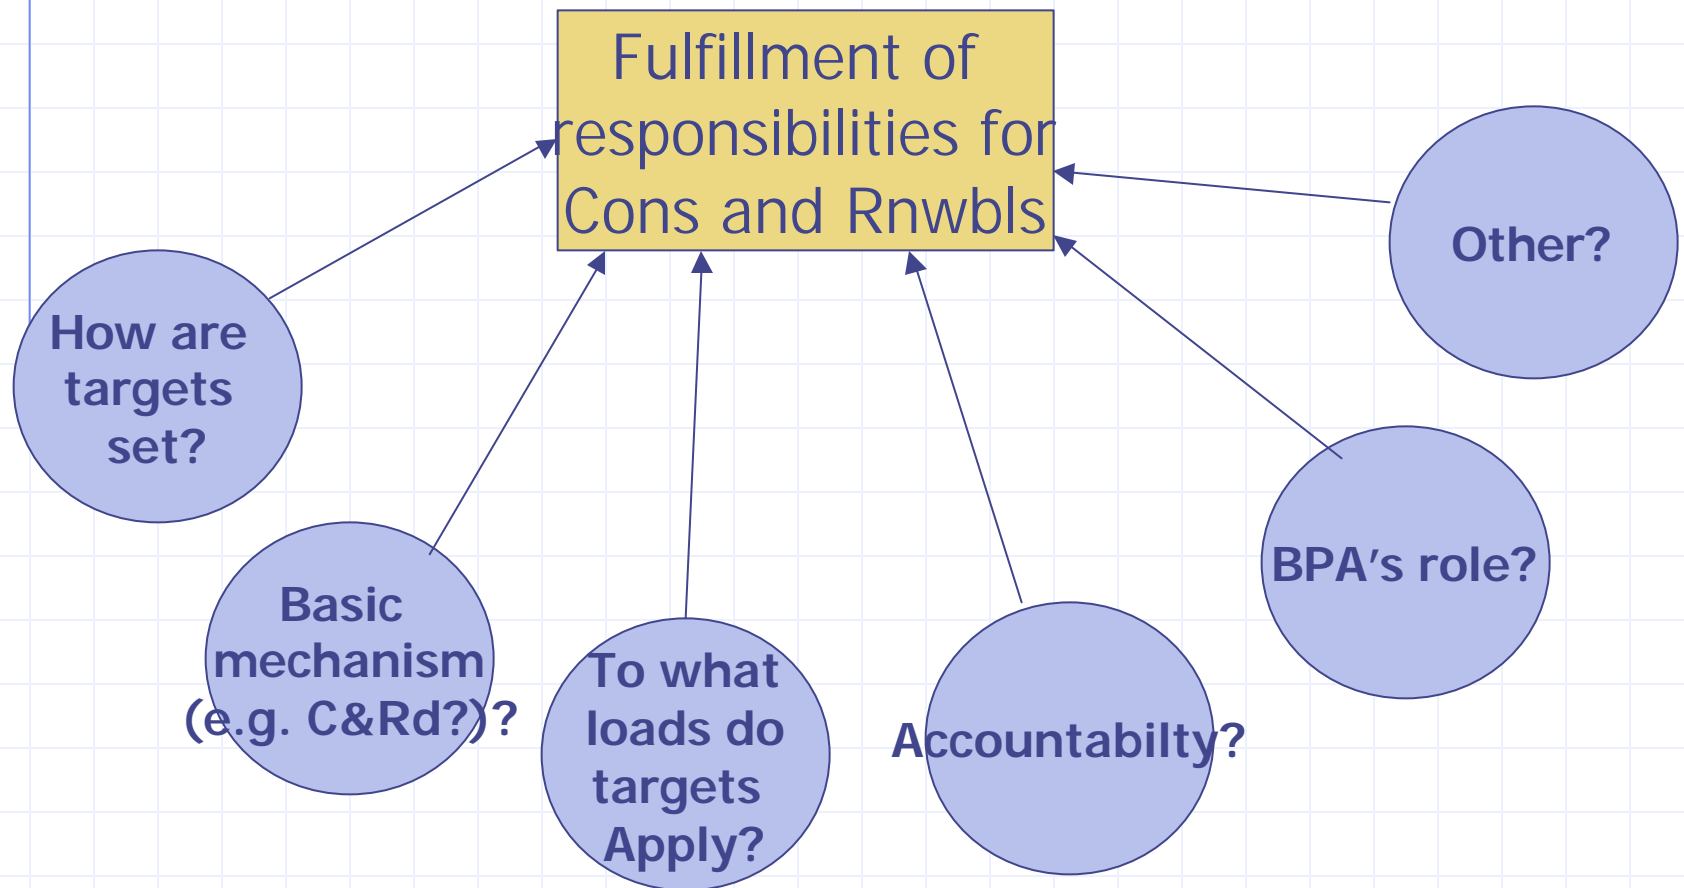 Fulfillment of
responsibilities for
Cons and Rnwbls
How are
targets
set?
Basic
mechanism
(e.g. C&Rd?)?
To what
loads do
targets
Apply?
Accountabilty?
BPA's role?
Other?